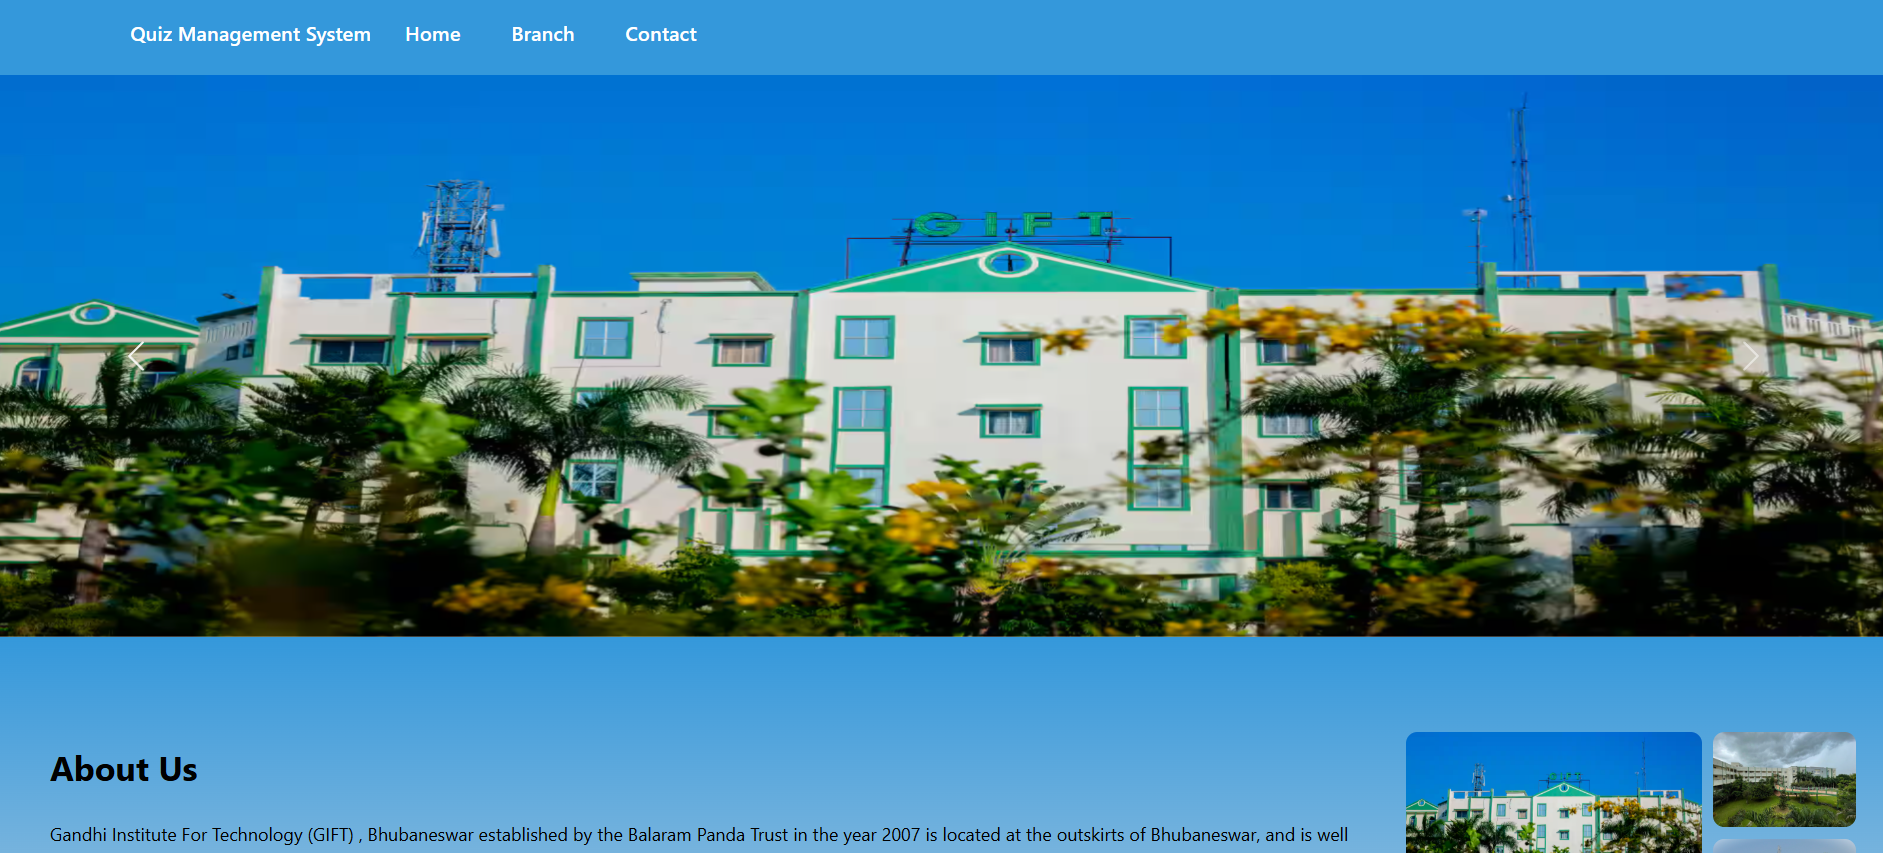 Quiz Management System Home Branch Contact
GIFT
About Us
Gandhi Institute For Technology (GIFT) , Bhubaneswar established by the Balaram Panda Trust in the year 2007 is located at the outskirts of Bhubaneswar, and is well